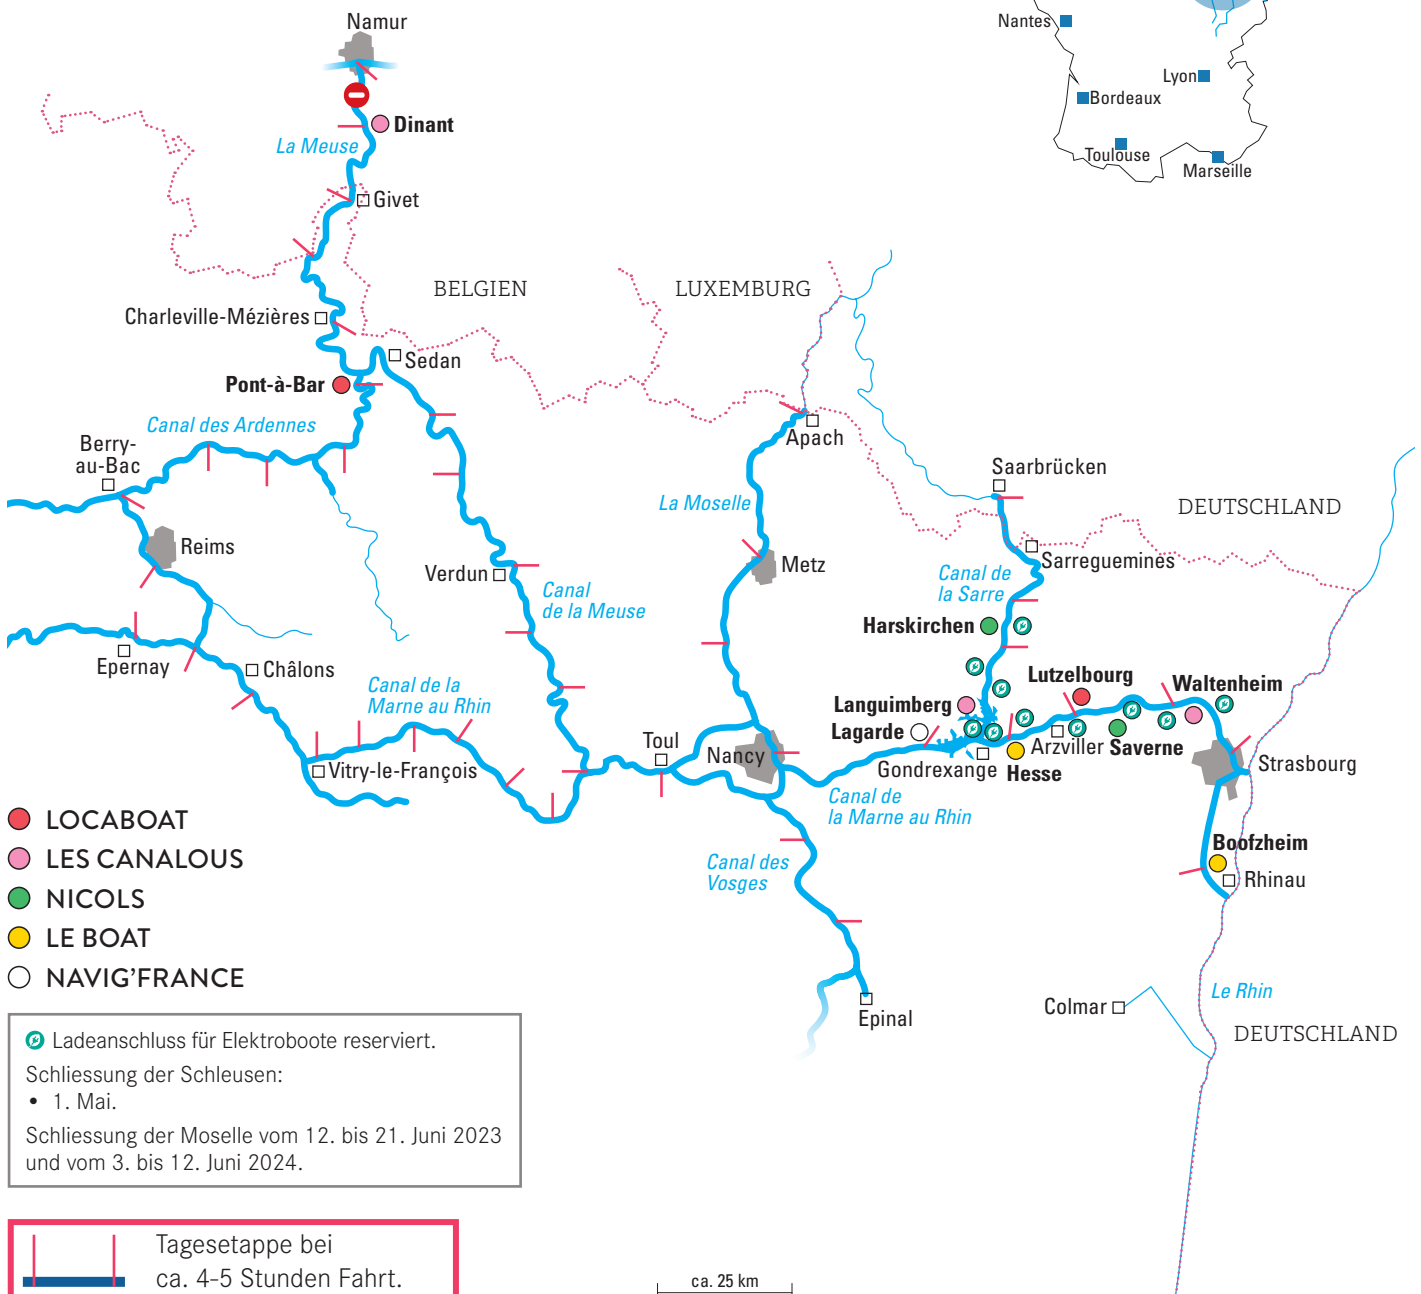 Namur
Nantes
Lyon
Bordeaux
Toulouse
Marseille
Dinant
La Meuse
Givet
BELGIEN
LUXEMBURG
Charleville-Mézières
Sedan
Pont-à-Bar
Canal des Ardennes
Berry-
au-Bac
Apach
Saarbrücken
La Moselle
DEUTSCHLAND
Reims
Metz
Sarreguemines
Verdun
Canal
de la Meuse
Canal de
la Sarre
Harskirchen
Epernay
Châlons
Canal de la
Marne au Rhin
Lutzelbourg
Waltenheim
Languimberg
Lagarde
Toul
Nancy
Arzviller
Saverne
Gondrexange
Hesse
Strasbourg
Vitry-le-François
Canal de
la Marne au Rhin
LOCABOAT
LES CANALOUS
NICOLS
LE BOAT
NAVIG'FRANCE
Canal des
Vosges
Boofzheim
Rhinau
Epinal
Colmar
Le Rhin
DEUTSCHLAND
Ladeanschluss für Elektroboote reserviert.
Schliessung der Schleusen:
• 1. Mai.
Schliessung der Moselle vom 12. bis 21. Juni 2023
und vom 3. bis 12. Juni 2024.
Tagesetappe bei
ca. 4-5 Stunden Fahrt.
ca. 25 km